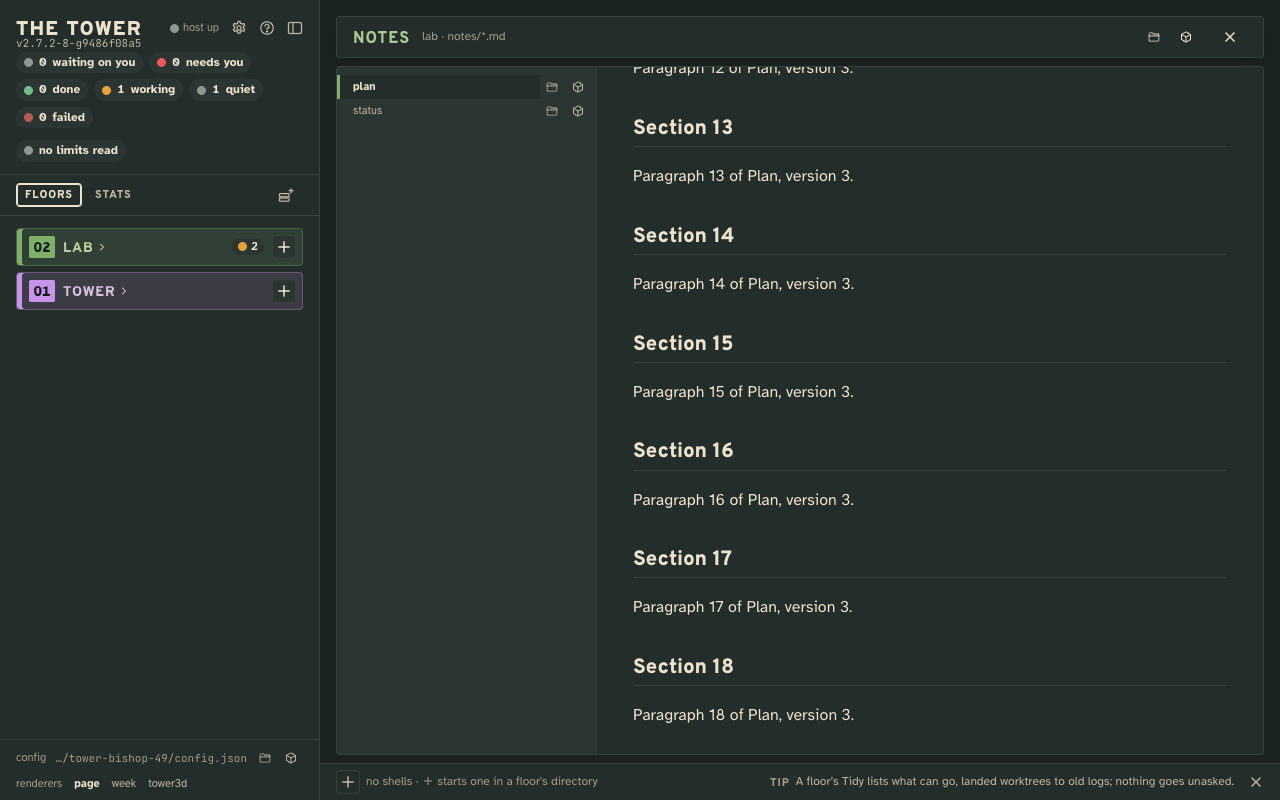 THE TOWER
host up
v2.7.2-8-g9486f08a5
0 waiting on you
0 needs you
0 done
1 working
1 quiet
0 failed
no limits read
FLOORS
STATS
02 LAB
2
01 TOWER
config …/tower-bishop-49/config.json
renderers page week tower3d
NOTES lab · notes/*.md
plan
status
Paragraph 12 of Plan, version 3.
Section 13
Paragraph 13 of Plan, version 3.
Section 14
Paragraph 14 of Plan, version 3.
Section 15
Paragraph 15 of Plan, version 3.
Section 16
Paragraph 16 of Plan, version 3.
Section 17
Paragraph 17 of Plan, version 3.
Section 18
Paragraph 18 of Plan, version 3.
no shells · + starts one in a floor's directory
TIP A floor's Tidy lists what can go, landed worktrees to old logs; nothing goes unasked.